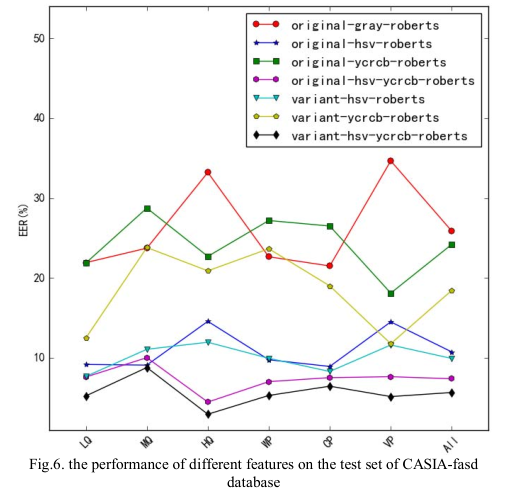 50
40
30
20
10
EER(%)
original-gray-roberts
original-hsv-roberts
original-ycrcb-roberts
original-hsv-ycrcb-roberts
variant-hsv-roberts
variant-ycrcb-roberts
variant-hsv-ycrcb-roberts
LQ MQ HQ WP CP VP All
Fig.6. the performance of different features on the test set of CASIA-fasd
database